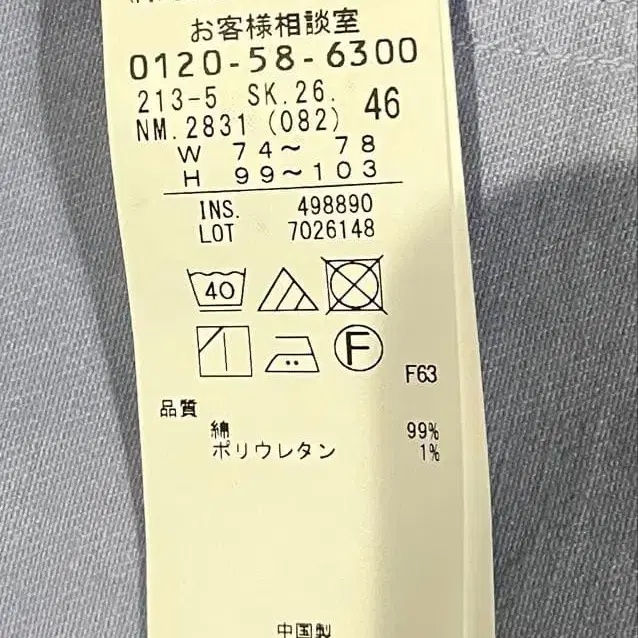 お客様相談室
0120-58-6300
213-5 SK.26. 46
NM.2831 (082)
W 74～ 78
H 99～103
INS. 498890
LOT 7026148
40
F
F63
品質
綿 99%
ポリウレタン 1%
中国製